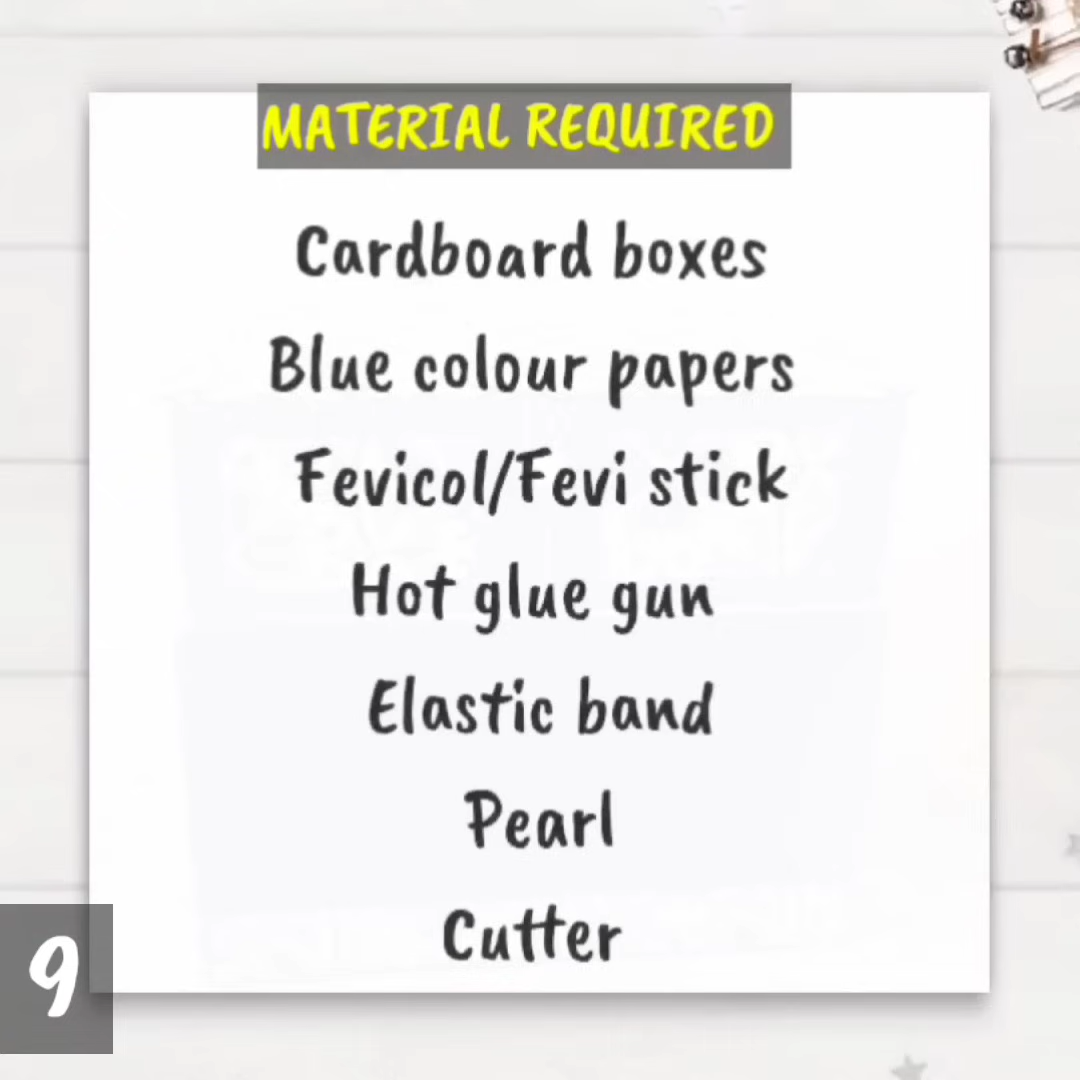 MATERIAL REQUIRED
Cardboard boxes
Blue colour papers
Fevicol/Fevi stick
Hot glue gun
Elastic band
Pearl
Cutter
9